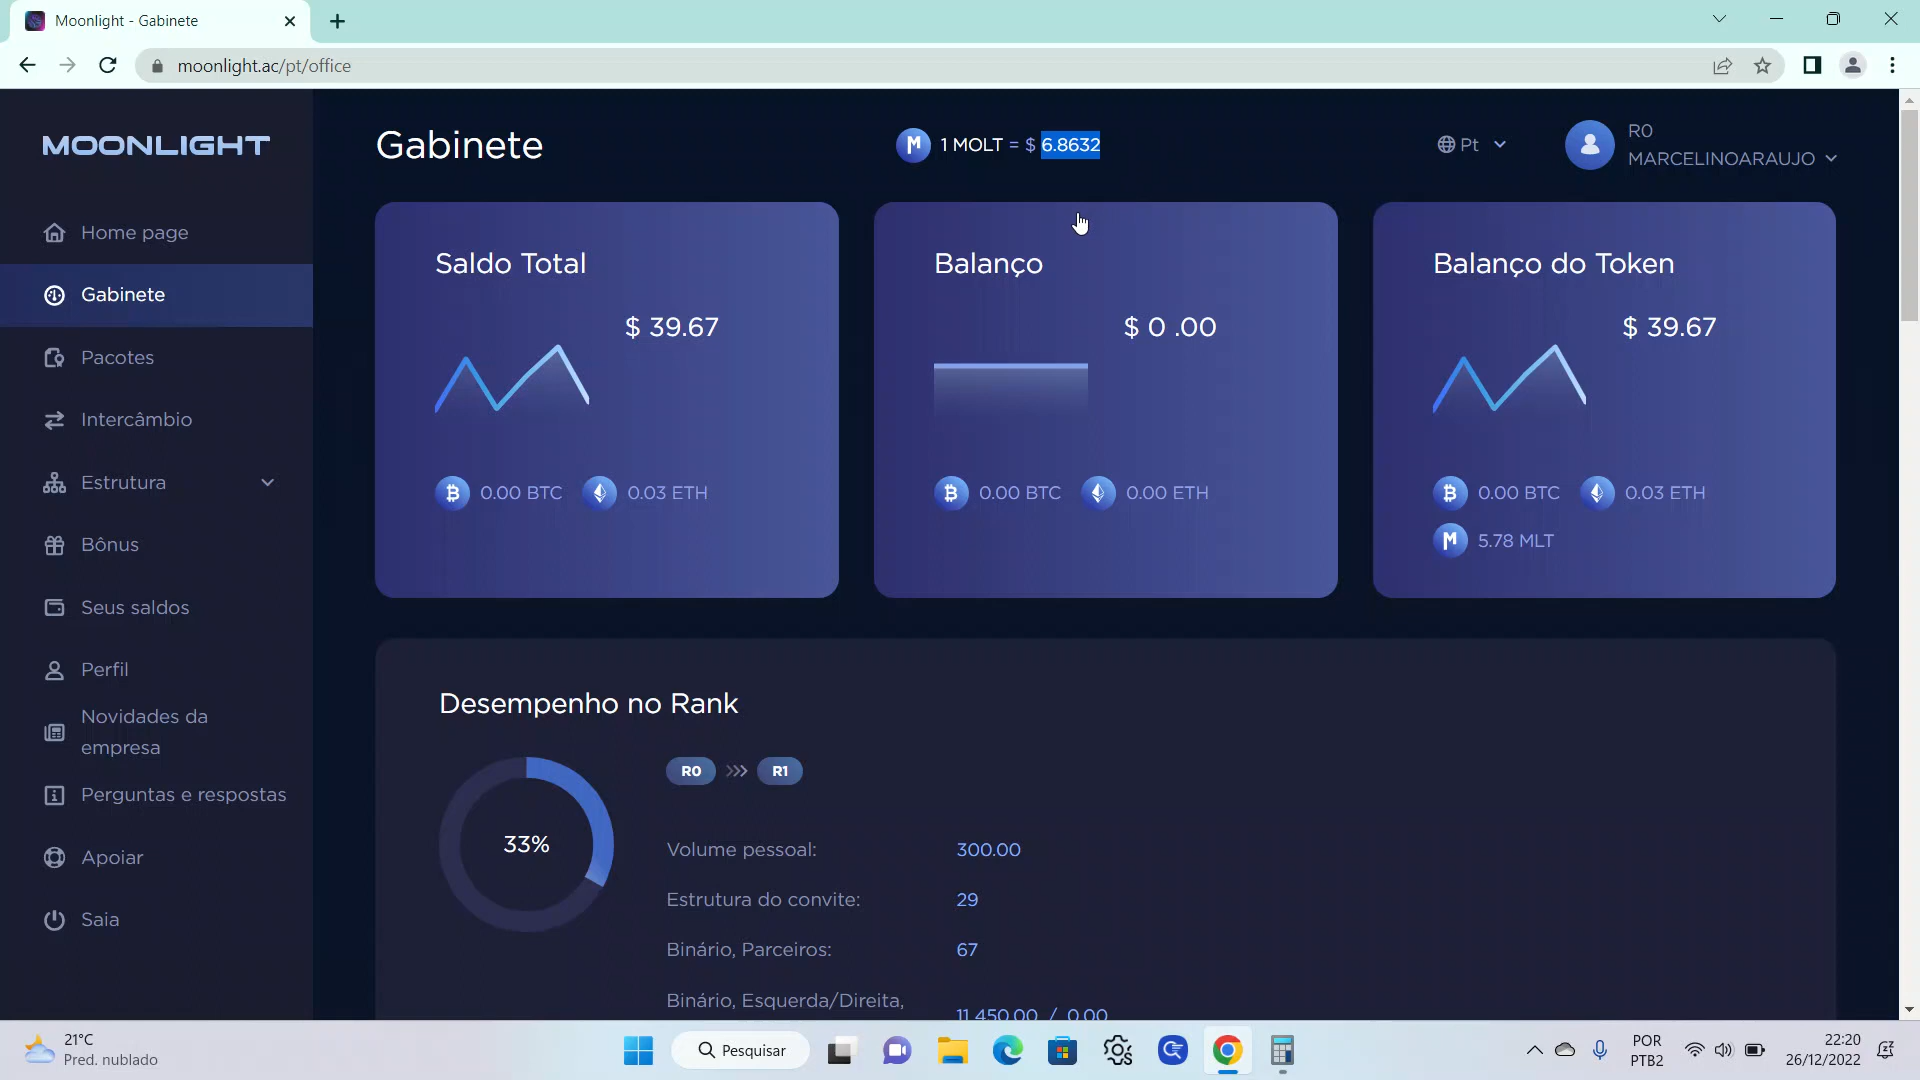 Moonlight - Gabinete
moonlight.ac/pt/office
MOONLIGHT
Home page
Gabinete
Pacotes
Intercâmbio
Estrutura
Bônus
Seus saldos
Perfil
Novidades da
empresa
Perguntas e respostas
Apoiar
Saia
Gabinete
1 MOLT = $ 6.8632
Pt
R0
MARCELINOARAUJO
Saldo Total
$ 39.67
0.00 BTC 0.03 ETH
Balanço
$ 0 .00
0.00 BTC 0.00 ETH
Balanço do Token
$ 39.67
0.00 BTC 0.03 ETH
5.78 MLT
Desempenho no Rank
33%
R0 R1
Volume pessoal: 300.00
Estrutura do convite: 29
Binário, Parceiros: 67
Binário, Esquerda/Direita,
11 450.00 / 0.00
21°C
Pred. nublado
Pesquisar
POR
PTB2
22:20
26/12/2022